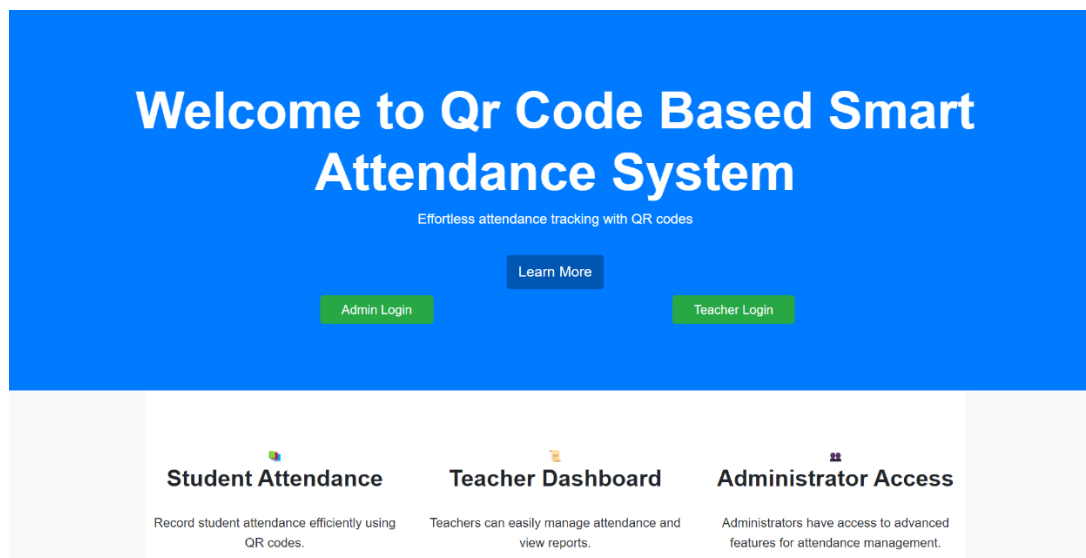 Welcome to Qr Code Based Smart
Attendance System
Effortless attendance tracking with QR codes
Learn More
Admin Login
Teacher Login
Student Attendance
Record student attendance efficiently using
QR codes.
Teacher Dashboard
Teachers can easily manage attendance and
view reports.
Administrator Access
Administrators have access to advanced
features for attendance management.